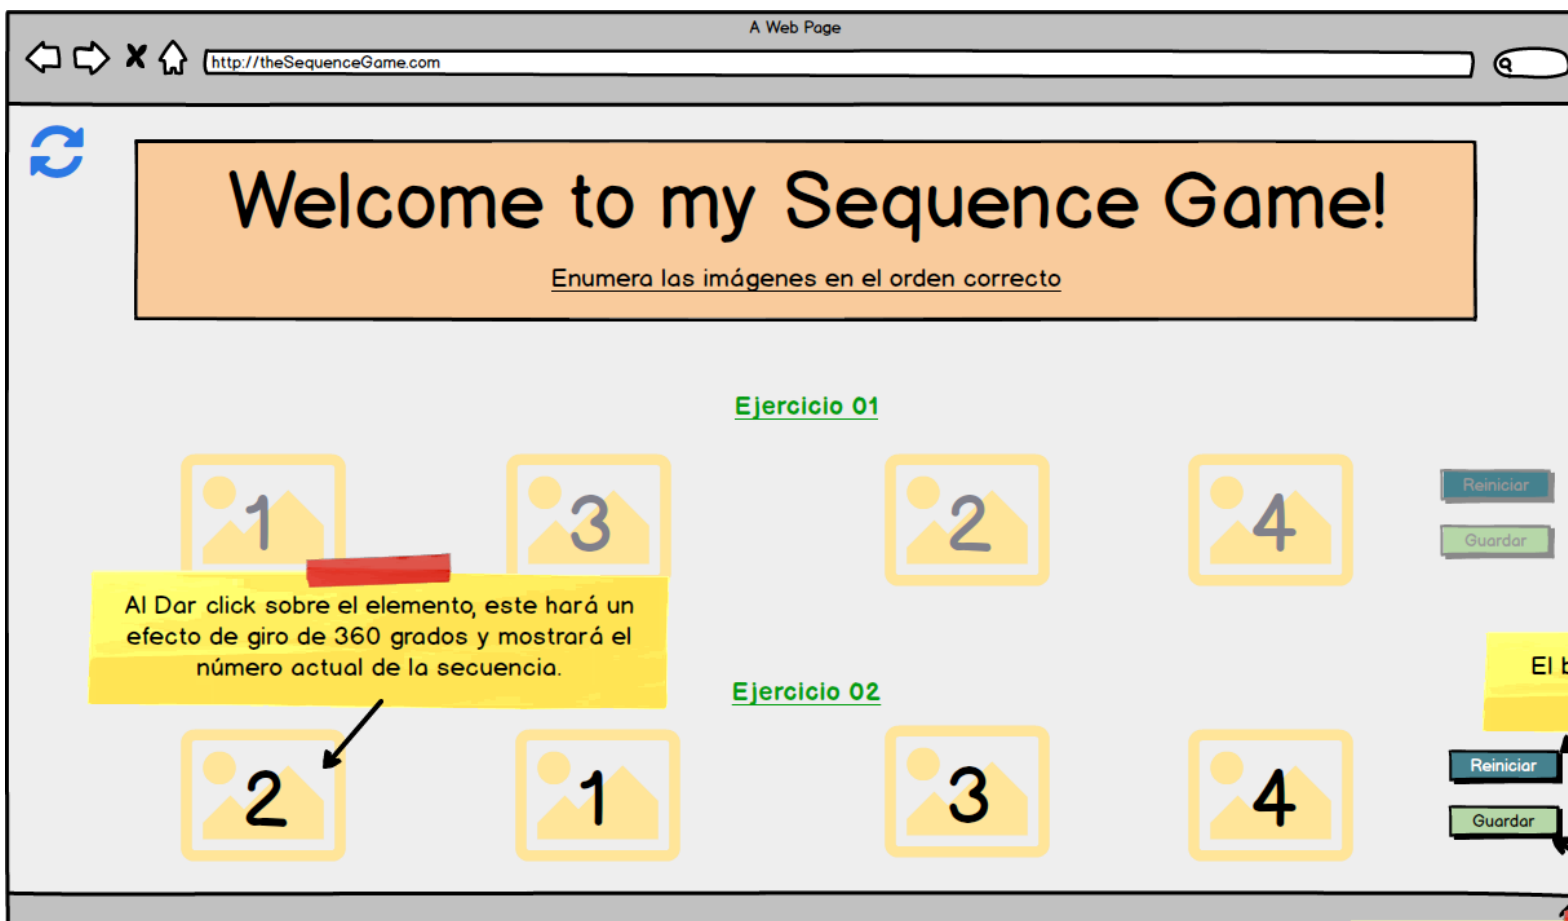 A Web Page
http://theSequenceGame.com
Welcome to my Sequence Game!
Enumera las imágenes en el orden correcto
Ejercicio 01
1
3
2
4
Reiniciar
Guardar
Al Dar click sobre el elemento, este hará un
efecto de giro de 360 grados y mostrará el
número actual de la secuencia.
El
Ejercicio 02
2
1
3
4
Reiniciar
Guardar